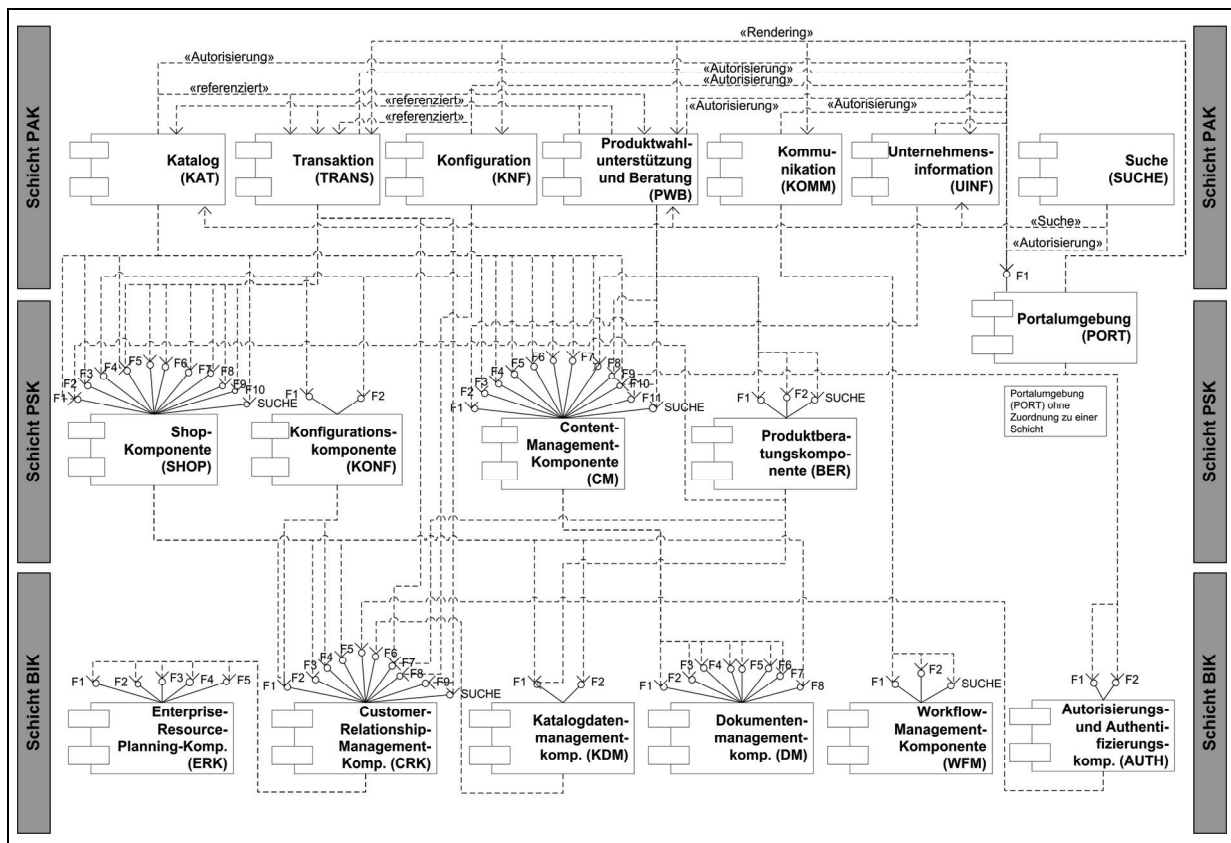 Schicht PAK
Schicht PAK
«Rendering»
«Autorisierung»
«Autorisierung»
«Autorisierung»
«referenziert»
«referenziert»
«Autorisierung»
«Autorisierung»
«referenziert»
Katalog
(KAT)
Transaktion
(TRANS)
Konfiguration
(KNF)
Produktwahl-
unterstützung
und Beratung
(PWB)
Kommu-
nikation
(KOMM)
Unternehmens-
information
(UINF)
Suche
(SUCHE)
«Suche»
«Autorisierung»
F1
Portalumgebung
(PORT)
Portalumgebung
(PORT) ohne
Zuordnung zu einer
Schicht
Schicht PSK
Schicht PSK
F1
F2
F3
F4
F5
F6
F7
F8
F9
F10
SUCHE
Shop-
Komponente
(SHOP)
F1
F2
Konfigurations-
komponente
(KONF)
F1
F2
F3
F4
F5
F6
F7
F8
F9
F10
F11
SUCHE
Content-
Management-
Komponente
(CM)
F1
F2
SUCHE
Produktbera-
tungskompo-
nente (BER)
Schicht BIK
Schicht BIK
F1
F2
F3
F4
F5
Enterprise-
Resource-
Planning-Komp.
(ERK)
F1
F2
F3
F4
F5
F6
F7
F8
F9
SUCHE
Customer-
Relationship-
Management-
Komp. (CRK)
F1
F2
Katalogdaten-
management-
komp. (KDM)
F1
F2
F3
F4
F5
F6
F7
F8
Dokumenten-
management-
komp. (DM)
F1
F2
SUCHE
Workflow-
Management-
Komponente
(WFM)
F1
F2
Autorisierungs-
und Authenti-
fizierungs-
komp. (AUTH)